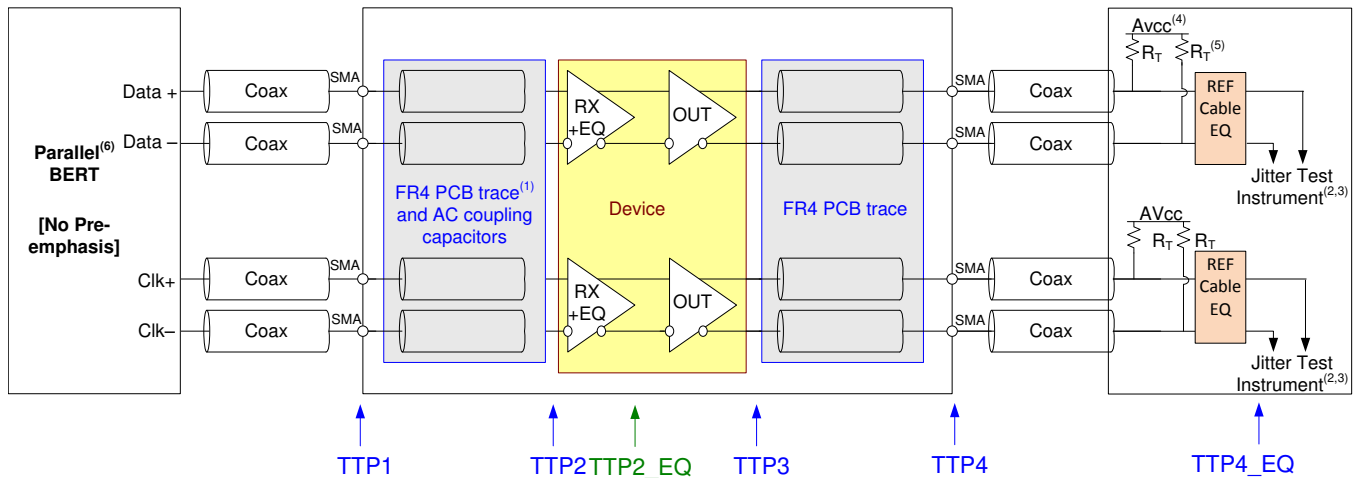 Parallel(6)
BERT
[No Pre-
emphasis]
Data +
Data −
Clk+
Clk−
Coax
Coax
Coax
Coax
SMA
SMA
SMA
SMA
FR4 PCB trace(1)
and AC coupling
capacitors
RX
+EQ
OUT
Device
RX
+EQ
OUT
FR4 PCB trace
SMA
SMA
SMA
SMA
Coax
Coax
Coax
Coax
Avcc(4)
RT
RT(5)
REF
Cable
EQ
Jitter Test
Instrument(2,3)
AVcc
RT
RT
REF
Cable
EQ
Jitter Test
Instrument(2,3)
TTP1
TTP2
TTP2_EQ
TTP3
TTP4
TTP4_EQ